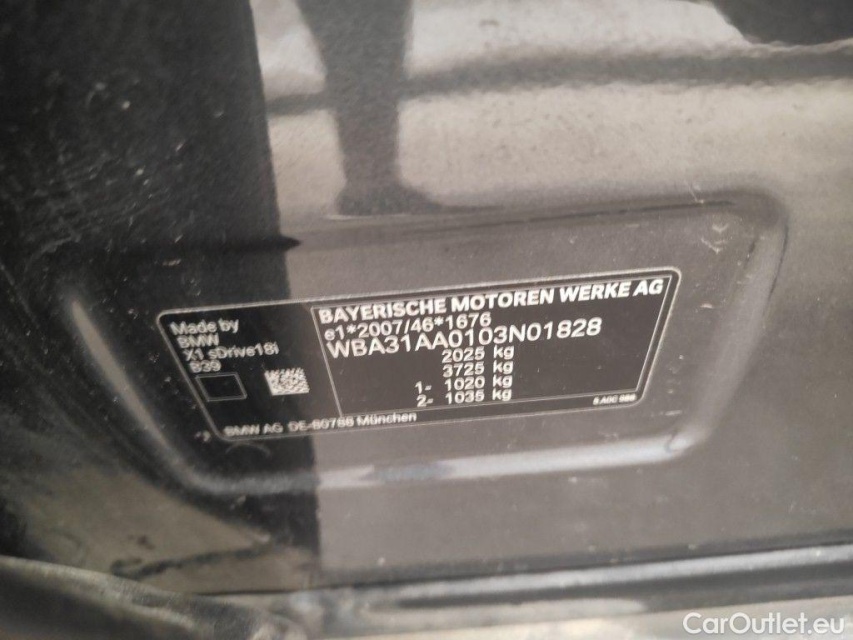 Made by
BMW
X1 sDrive18i
B39
BAYERISCHE MOTOREN WERKE AG
e1*2007/46*1676
WBA31AA0103N01828
2025 kg
3725 kg
1- 1020 kg
2- 1035 kg
BMW AG DE-80788 München
CarOutlet.eu